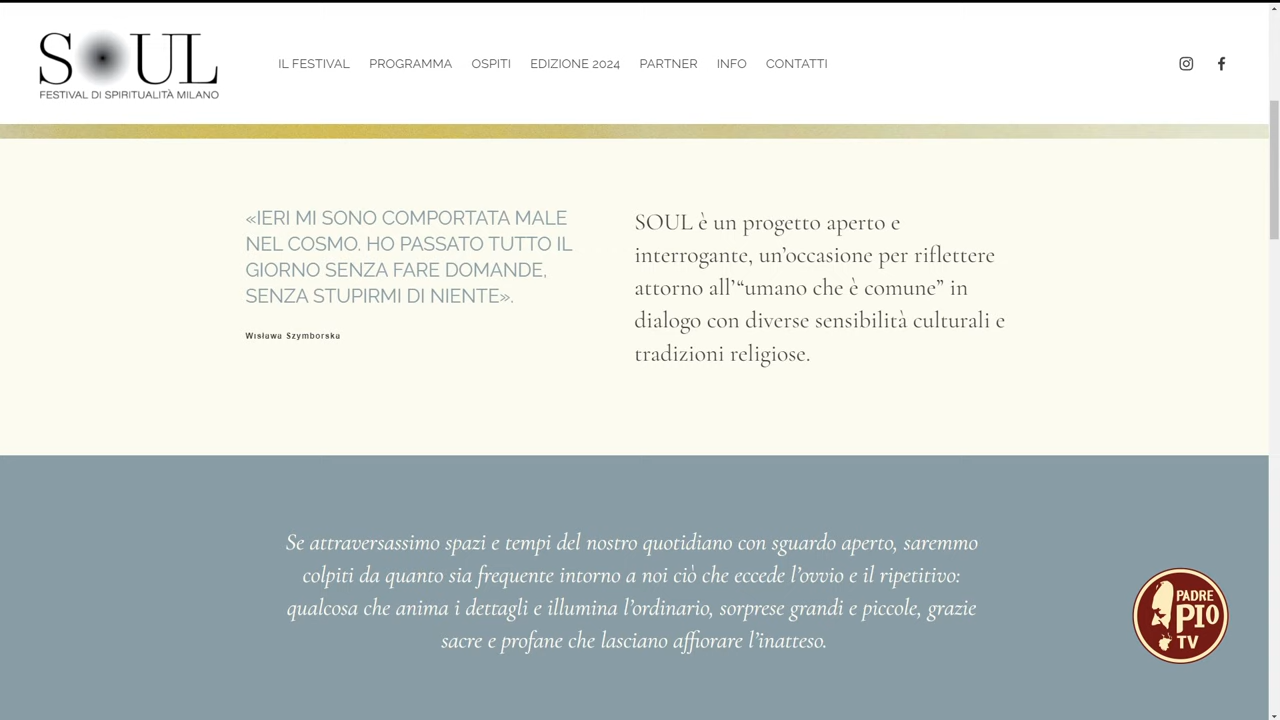 SOUL
FESTIVAL DI SPIRITUALITÀ MILANO
IL FESTIVAL
PROGRAMMA
OSPITI
EDIZIONE 2024
PARTNER
INFO
CONTATTI
«IERI MI SONO COMPORTATA MALE
NEL COSMO. HO PASSATO TUTTO IL
GIORNO SENZA FARE DOMANDE,
SENZA STUPIRMI DI NIENTE».
Wisława Szymborska
SOUL è un progetto aperto e
interrogante, un’occasione per riflettere
attorno all’“umano che è comune” in
dialogo con diverse sensibilità culturali e
tradizioni religiose.
Se attraversassimo spazi e tempi del nostro quotidiano con sguardo aperto, saremmo
colpiti da quanto sia frequente intorno a noi ciò che eccede l’ovvio e il ripetitivo:
qualcosa che anima i dettagli e illumina l’ordinario, sorprese grandi e piccole, grazie
sacre e profane che lasciano affiorare l’inatteso.
PADRE
PIO
TV